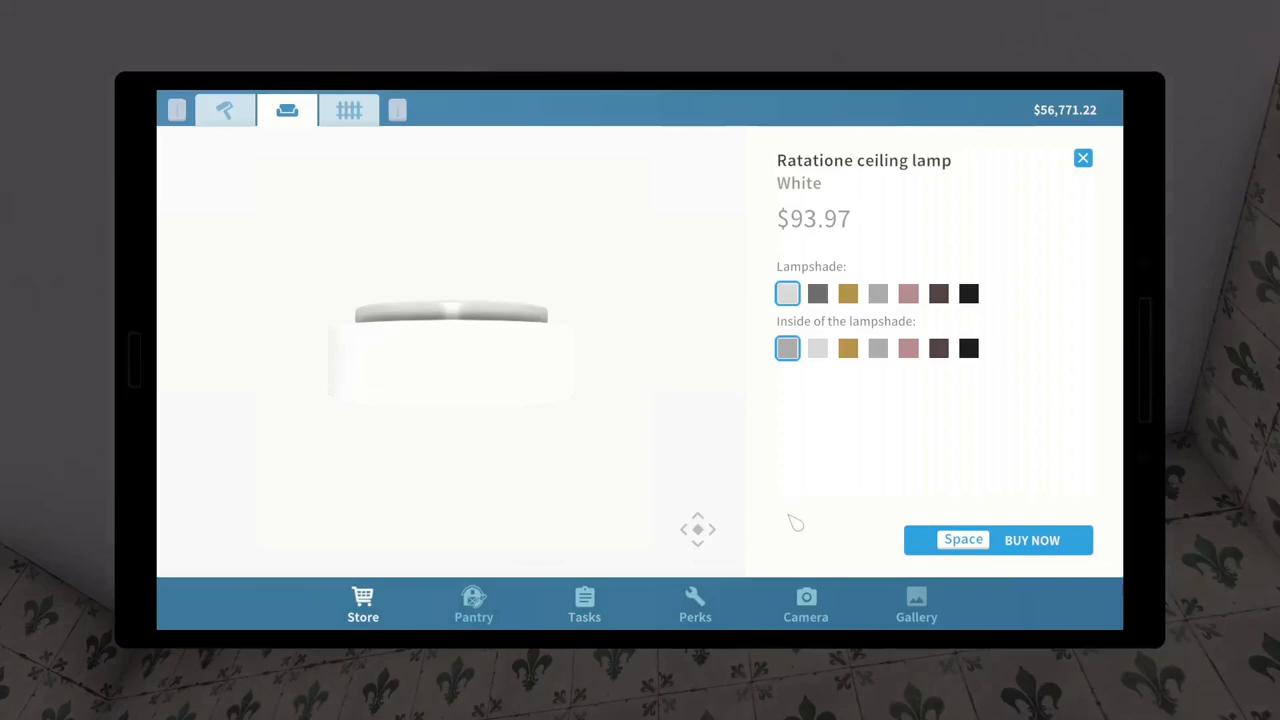 $56,771.22
Ratatione ceiling lamp
White
$93.97
Lampshade:
Inside of the lampshade:
Space BUY NOW
Store Pantry Tasks Perks Camera Gallery